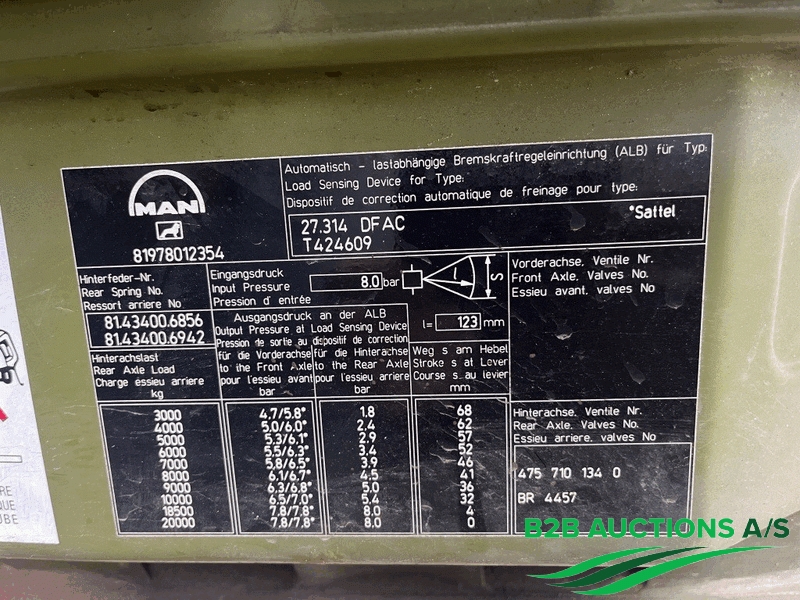 MAN
81978012354
Automatisch - lastabhängige Bremskraftregeleinrichtung (ALB) für Typ:
Load Sensing Device for Type:
Dispositif de correction automatique de freinage pour type:
27.314 DFAC
*Sattel
T424609
Hinterfeder-Nr.
Rear Spring No.
Ressort arriere No
81.43400.6856
81.43400.6942
Eingangsdruck
Input Pressure
Pression d'entrée
8.0 bar
l
S
Ausgangsdruck an der ALB
Output Pressure at Load Sensing Device
Pression de sortie au dispositif de correction
l= 123 mm
Vorderachse. Ventile Nr.
Front Axle. Valves No.
Essieu avant. valves No
Hinterachslast
Rear Axle Load
Charge essieu arriere
kg
für die Vorderachse
to the Front Axle
pour l'essieu avant
bar
für die Hinterachse
to the Rear Axle
pour l'essieu arriere
bar
Weg s am Hebel
Stroke s at Lever
Course s.au levier
mm
3000 4.7/5.8* 1.8 68
4000 5.0/6.0* 2.4 62
5000 5.3/6.1* 2.9 57
6000 5.5/6.3* 3.4 52
7000 5.8/6.5* 3.9 46
8000 6.1/6.7* 4.5 41
9000 6.3/6.8* 5.0 36
10000 6.5/7.0* 5.4 32
18500 7.8/7.8* 8.0 4
20000 7.8/7.8* 8.0 0
Hinterachse. Ventile Nr.
Rear Axle. Valves No.
Essieu arriere. valves No
475 710 134 0
BR 4457
RE
QUE
UBE
B2B AUCTIONS A/S